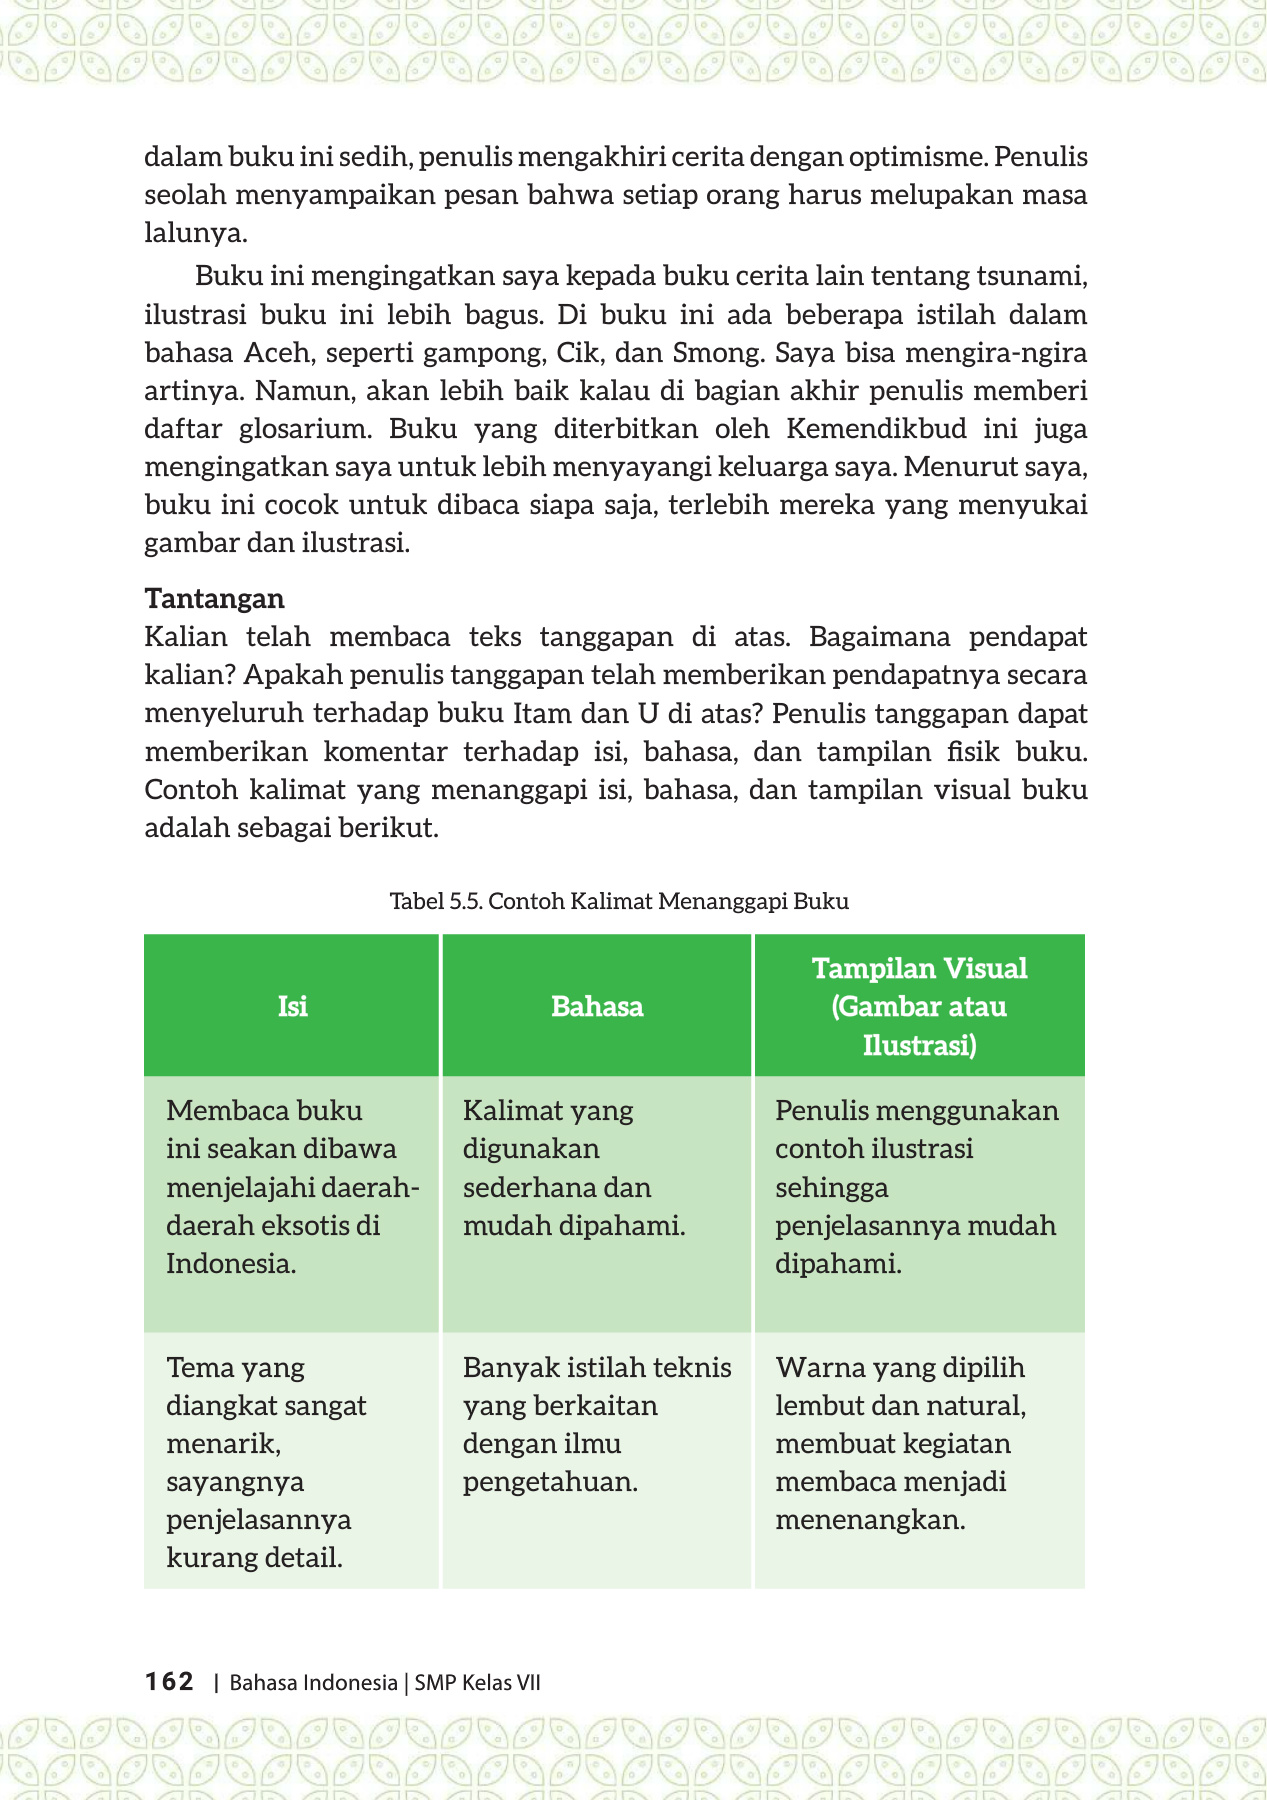 dalam buku ini sedih, penulis mengakhiri cerita dengan optimisme. Penulis
seolah menyampaikan pesan bahwa setiap orang harus melupakan masa
lalunya.
Buku ini mengingatkan saya kepada buku cerita lain tentang tsunami,
ilustrasi buku ini lebih bagus. Di buku ini ada beberapa istilah dalam
bahasa Aceh, seperti gampong, Cik, dan Smong. Saya bisa mengira-ngira
artinya. Namun, akan lebih baik kalau di bagian akhir penulis memberi
daftar glosarium. Buku yang diterbitkan oleh Kemendikbud ini juga
mengingatkan saya untuk lebih menyayangi keluarga saya. Menurut saya,
buku ini cocok untuk dibaca siapa saja, terlebih mereka yang menyukai
gambar dan ilustrasi.
Tantangan
Kalian telah membaca teks tanggapan di atas. Bagaimana pendapat
kalian? Apakah penulis tanggapan telah memberikan pendapatnya secara
menyeluruh terhadap buku Itam dan U di atas? Penulis tanggapan dapat
memberikan komentar terhadap isi, bahasa, dan tampilan fisik buku.
Contoh kalimat yang menanggapi isi, bahasa, dan tampilan visual buku
adalah sebagai berikut.
Tabel 5.5. Contoh Kalimat Menanggapi Buku
Isi
Bahasa
Tampilan Visual
(Gambar atau
Ilustrasi)
Membaca buku
ini seakan dibawa
menjelajahi daerah-
daerah eksotis di
Indonesia.
Kalimat yang
digunakan
sederhana dan
mudah dipahami.
Penulis menggunakan
contoh ilustrasi
sehingga
penjelasannya mudah
dipahami.
Tema yang
diangkat sangat
menarik,
sayangnya
penjelasannya
kurang detail.
Banyak istilah teknis
yang berkaitan
dengan ilmu
pengetahuan.
Warna yang dipilih
lembut dan natural,
membuat kegiatan
membaca menjadi
menenangkan.
162 | Bahasa Indonesia | SMP Kelas VII